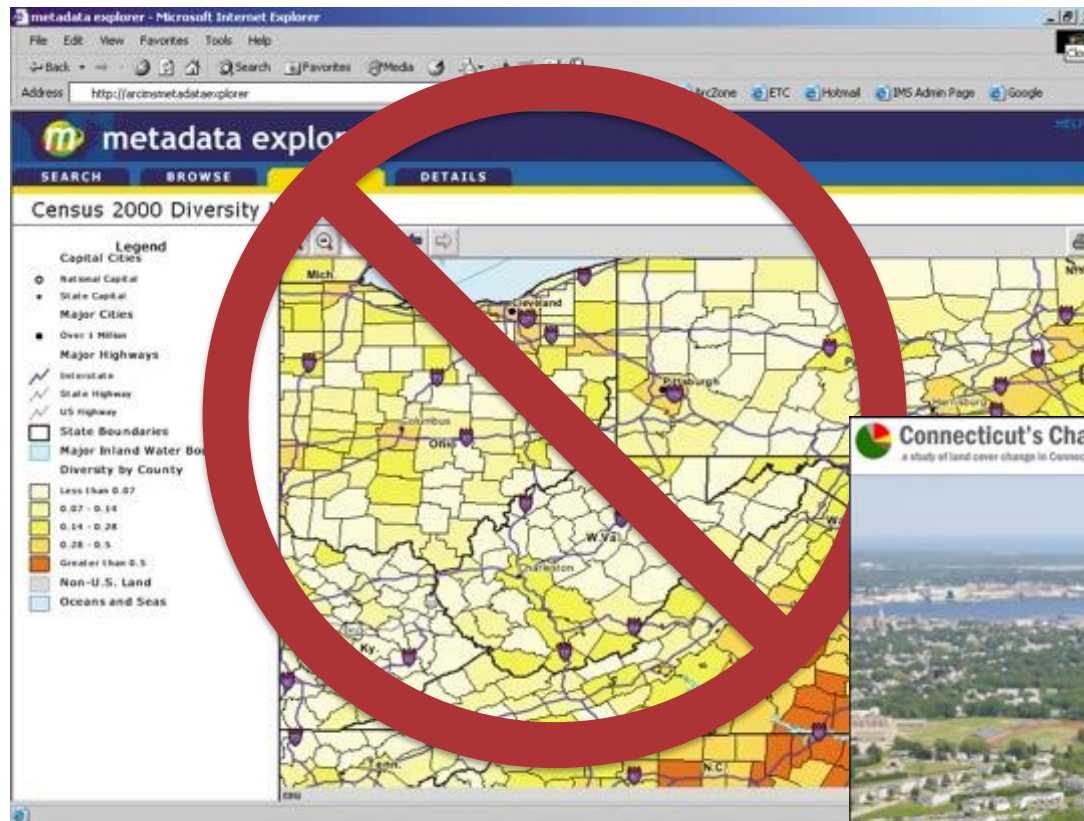 metadata explorer - Microsoft Internet Explorer
File Edit View Favorites Tools Help
Back Search Favorites Media
Address http://arcimsmetadataexplorer ArcZone ETC Hotmail IMS Admin Page Google
metadata explor
HELP
SEARCH BROWSE DETAILS
Census 2000 Diversity
Legend
Capital Cities
National Capital
State Capital
Major Cities
Over 1 Million
Major Highways
Interstate
State Highway
US Highway
State Boundaries
Major Inland Water Bo
Diversity by County
Less than 0.07
0.07 - 0.14
0.14 - 0.28
0.28 - 0.5
Greater than 0.5
Non-U.S. Land
Oceans and Seas
Mich.
Cleveland
Pittsburgh
Harrisburg
Columbus
Ohio
W.Va.
Charleston
Ky.
Tenn.
N.C.
Connecticut's Cha
a study of land cover change in Connec